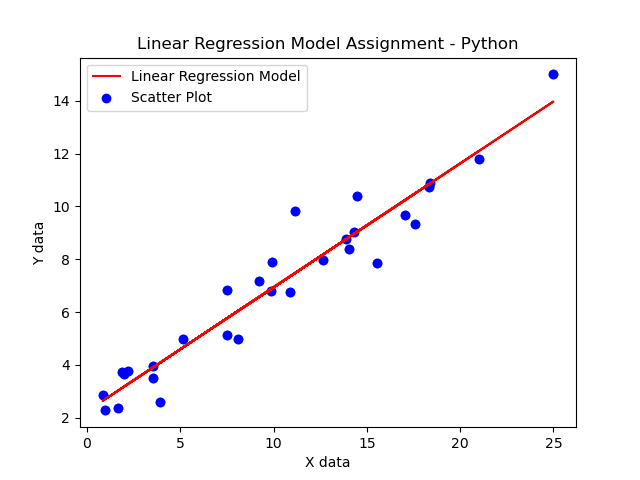 Linear Regression Model Assignment - Python
Linear Regression Model
Scatter Plot
14
12
10
8
6
4
2
Y data
0 5 10 15 20 25
X data